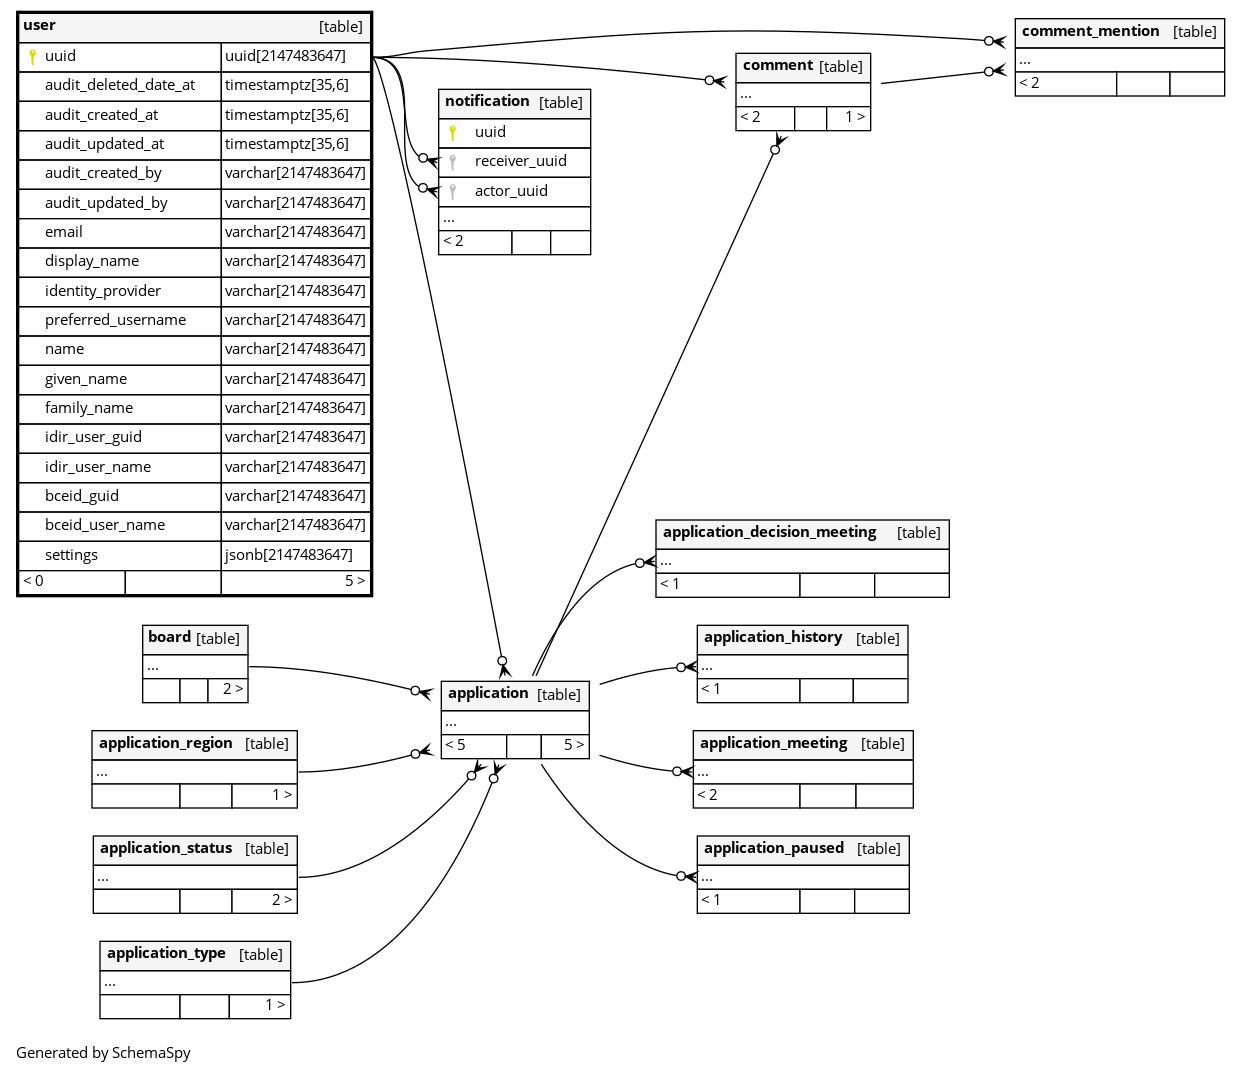 user [table]
uuid uuid[2147483647]
audit_deleted_date_at timestamptz[35,6]
audit_created_at timestamptz[35,6]
audit_updated_at timestamptz[35,6]
audit_created_by varchar[2147483647]
audit_updated_by varchar[2147483647]
email varchar[2147483647]
display_name varchar[2147483647]
identity_provider varchar[2147483647]
preferred_username varchar[2147483647]
name varchar[2147483647]
given_name varchar[2147483647]
family_name varchar[2147483647]
idir_user_guid varchar[2147483647]
idir_user_name varchar[2147483647]
bceid_guid varchar[2147483647]
bceid_user_name varchar[2147483647]
settings jsonb[2147483647]
< 0 5 >
notification [table]
uuid
receiver_uuid
actor_uuid
...
< 2
comment [table]
...
< 2 1 >
comment_mention [table]
...
< 2
application_decision_meeting [table]
...
< 1
board [table]
...
2 >
application_region [table]
...
1 >
application_status [table]
...
2 >
application_type [table]
...
1 >
application [table]
...
< 5 5 >
application_history [table]
...
< 1
application_meeting [table]
...
< 2
application_paused [table]
...
< 1
Generated by SchemaSpy